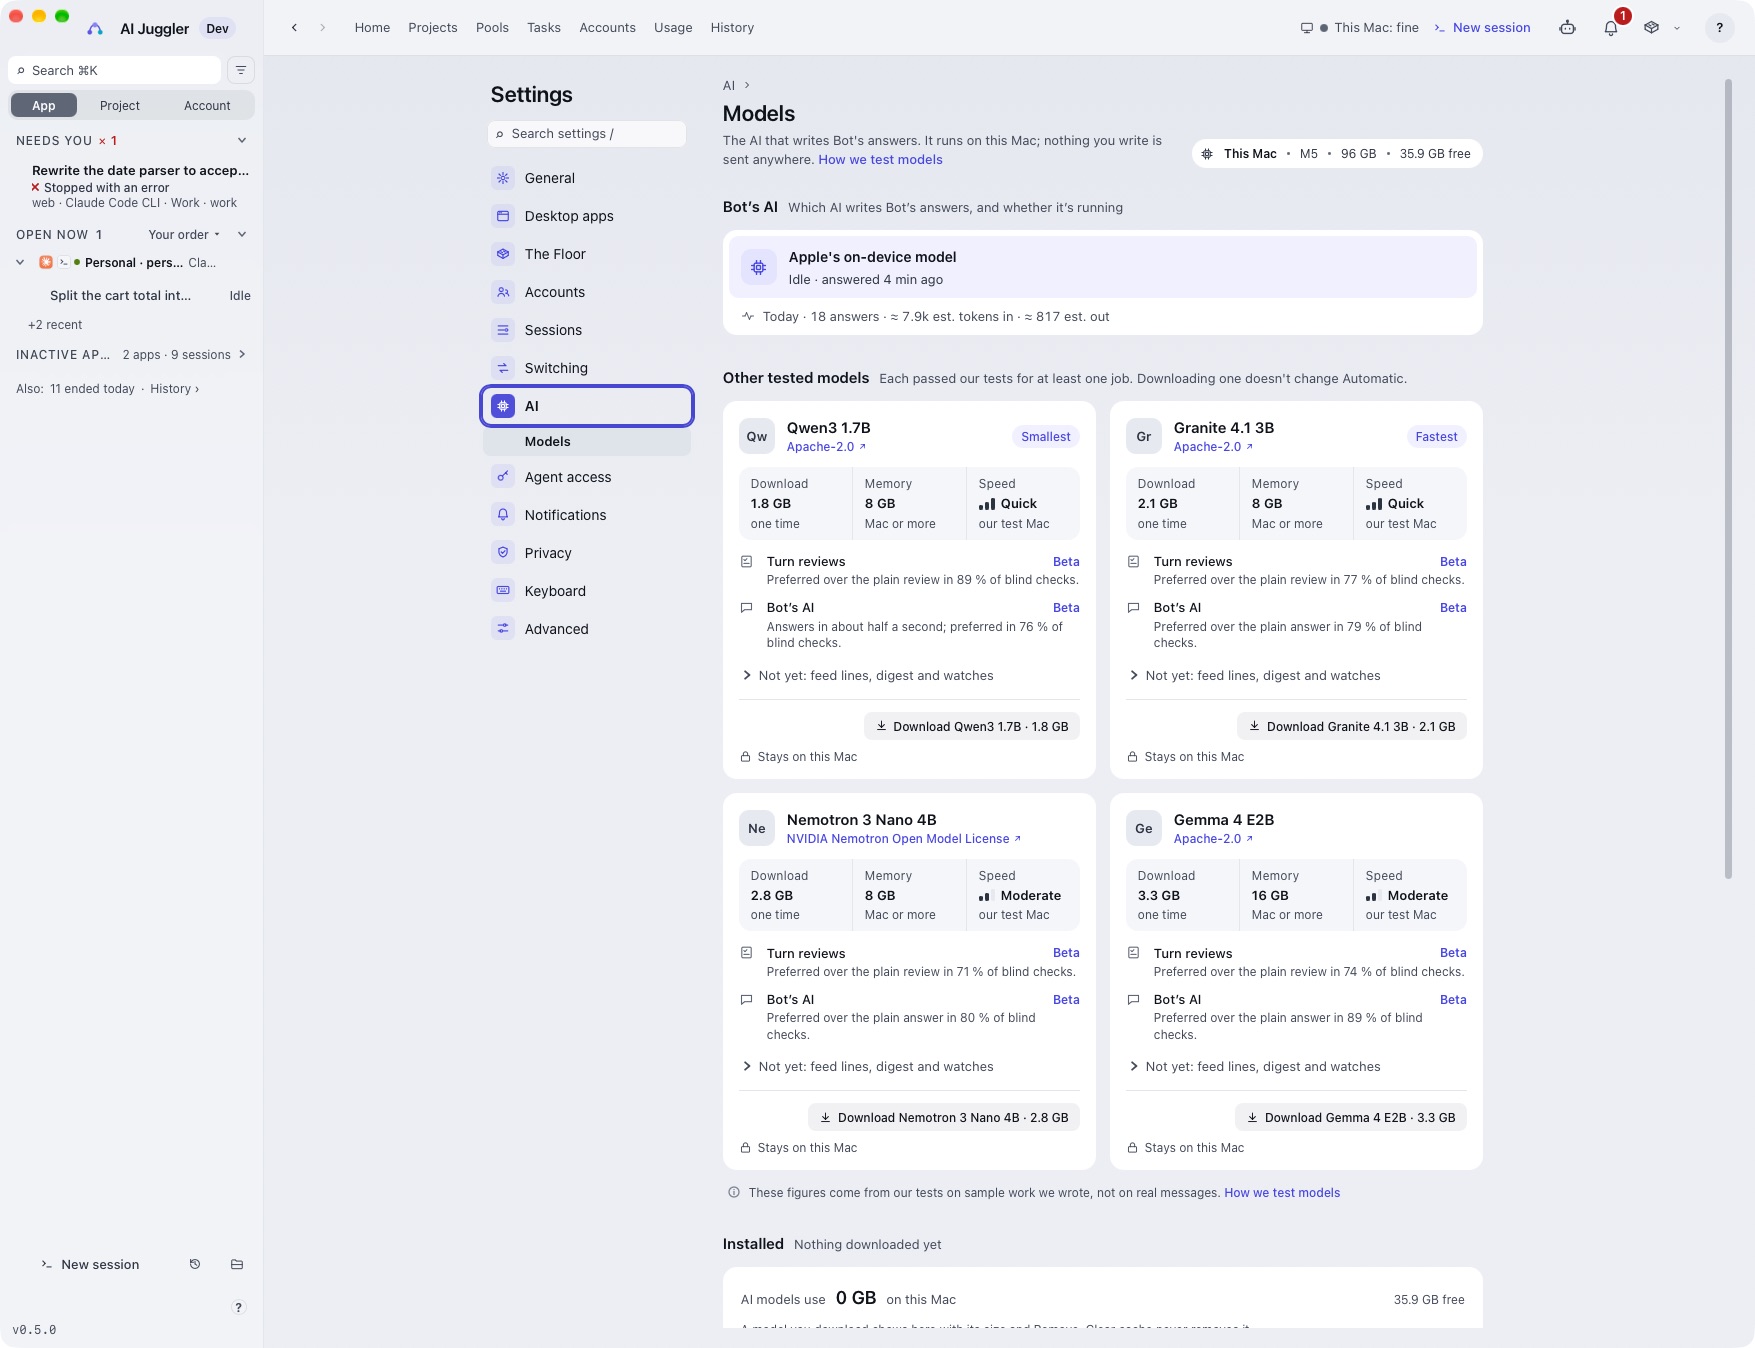 AI Juggler Dev
Search ⌘K
App Project Account
NEEDS YOU × 1
Rewrite the date parser to accep...
× Stopped with an error
web · Claude Code CLI · Work · work
OPEN NOW 1 Your order
Personal · pers... Cla...
Split the cart total int... Idle
+2 recent
INACTIVE AP... 2 apps · 9 sessions
Also: 11 ended today · History ›
New session
?
v0.5.0
Home Projects Pools Tasks Accounts Usage History
This Mac: fine New session 1 ?
Settings
Search settings /
General
Desktop apps
The Floor
Accounts
Sessions
Switching
AI
Models
Agent access
Notifications
Privacy
Keyboard
Advanced
AI ›
Models
The AI that writes Bot's answers. It runs on this Mac; nothing you write is
sent anywhere. How we test models
This Mac • M5 • 96 GB • 35.9 GB free
Bot's AI Which AI writes Bot's answers, and whether it's running
Apple's on-device model
Idle · answered 4 min ago
Today · 18 answers · ≈ 7.9k est. tokens in · ≈ 817 est. out
Other tested models Each passed our tests for at least one job. Downloading one doesn't change Automatic.
Qw Qwen3 1.7B
Apache-2.0 ↗
Smallest
Download Memory Speed
1.8 GB 8 GB Quick
one time Mac or more our test Mac
Turn reviews Beta
Preferred over the plain review in 89 % of blind checks.
Bot's AI Beta
Answers in about half a second; preferred in 76 % of
blind checks.
Not yet: feed lines, digest and watches
Download Qwen3 1.7B · 1.8 GB
Stays on this Mac
Gr Granite 4.1 3B
Apache-2.0 ↗
Fastest
Download Memory Speed
2.1 GB 8 GB Quick
one time Mac or more our test Mac
Turn reviews Beta
Preferred over the plain review in 77 % of blind checks.
Bot's AI Beta
Preferred over the plain answer in 79 % of blind
checks.
Not yet: feed lines, digest and watches
Download Granite 4.1 3B · 2.1 GB
Stays on this Mac
Ne Nemotron 3 Nano 4B
NVIDIA Nemotron Open Model License ↗
Download Memory Speed
2.8 GB 8 GB Moderate
one time Mac or more our test Mac
Turn reviews Beta
Preferred over the plain review in 71 % of blind checks.
Bot's AI Beta
Preferred over the plain answer in 80 % of blind
checks.
Not yet: feed lines, digest and watches
Download Nemotron 3 Nano 4B · 2.8 GB
Stays on this Mac
Ge Gemma 4 E2B
Apache-2.0 ↗
Download Memory Speed
3.3 GB 16 GB Moderate
one time Mac or more our test Mac
Turn reviews Beta
Preferred over the plain review in 74 % of blind checks.
Bot's AI Beta
Preferred over the plain answer in 89 % of blind
checks.
Not yet: feed lines, digest and watches
Download Gemma 4 E2B · 3.3 GB
Stays on this Mac
These figures come from our tests on sample work we wrote, not on real messages. How we test models
Installed Nothing downloaded yet
AI models use 0 GB on this Mac 35.9 GB free
A model you download shows here with its size and Remove. Clear cache never removes it.